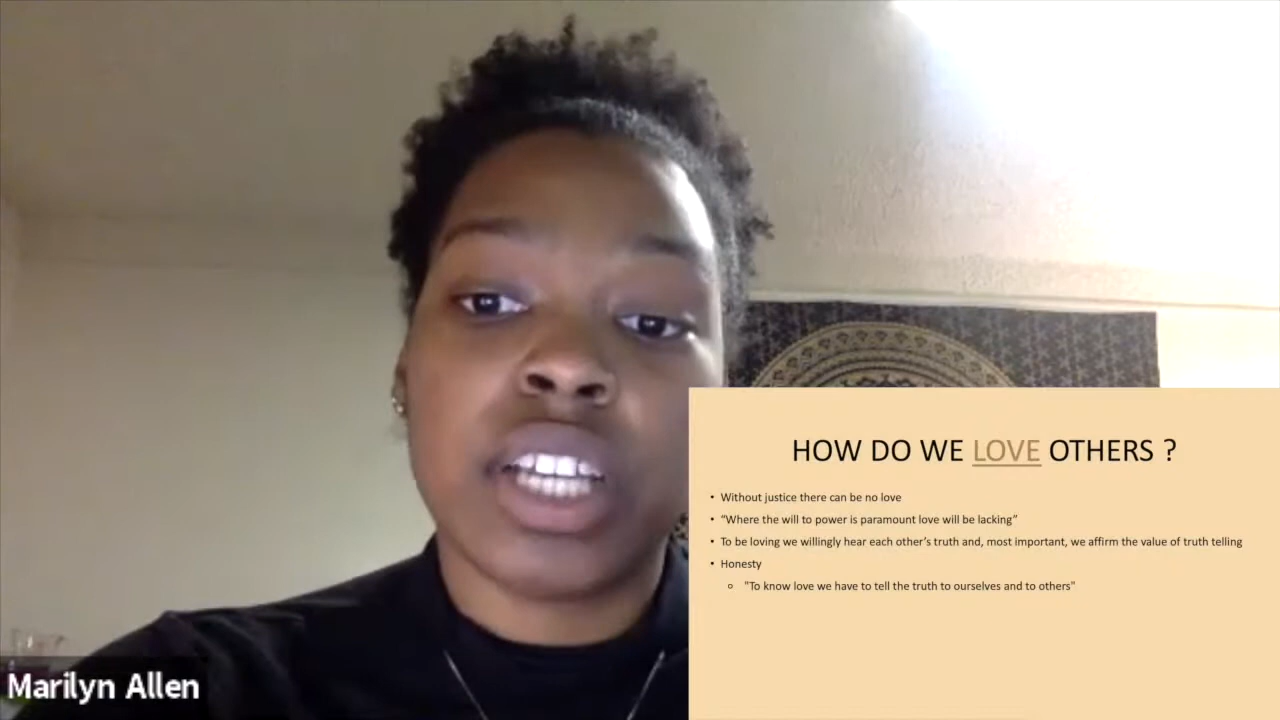 HOW DO WE LOVE OTHERS ?
• Without justice there can be no love
• “Where the will to power is paramount love will be lacking”
• To be loving we willingly hear each other’s truth and, most important, we affirm the value of truth telling
• Honesty
○ "To know love we have to tell the truth to ourselves and to others"
Marilyn Allen